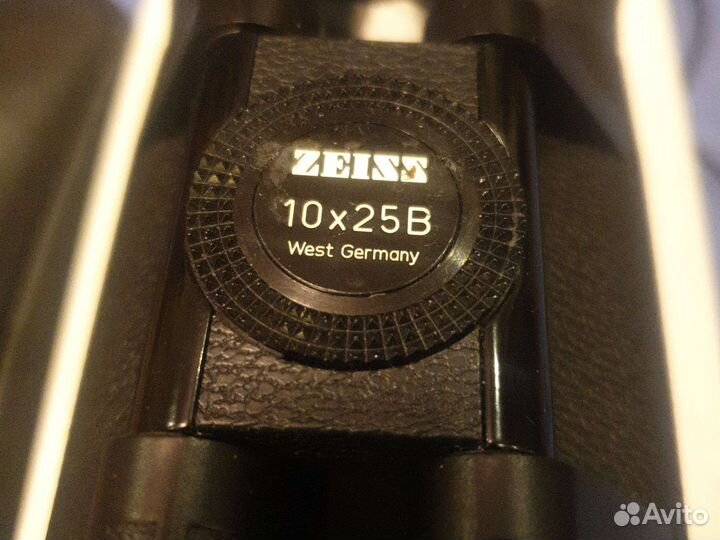 ZEISS
10x25B
West Germany
Avito